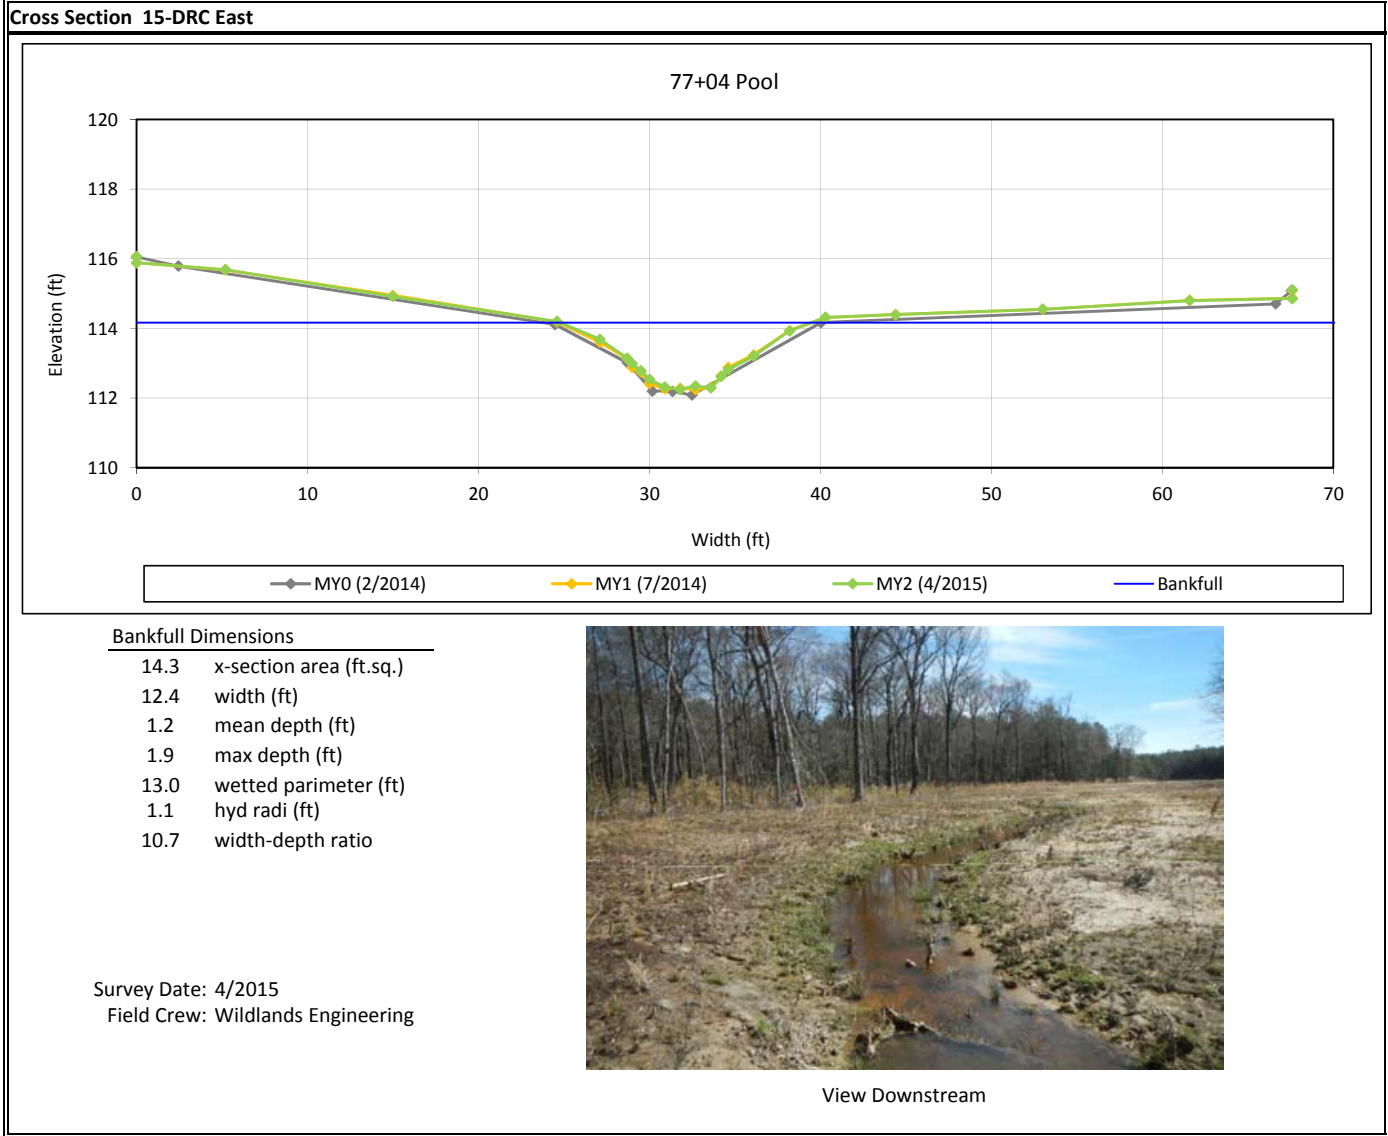 Cross Section 15-DRC East
77+04 Pool
120
118
116
114
112
110
Elevation (ft)
0 10 20 30 40 50 60 70
Width (ft)
MY0 (2/2014) MY1 (7/2014) MY2 (4/2015) Bankfull
Bankfull Dimensions
14.3 x-section area (ft.sq.)
12.4 width (ft)
1.2 mean depth (ft)
1.9 max depth (ft)
13.0 wetted parimeter (ft)
1.1 hyd radi (ft)
10.7 width-depth ratio
Survey Date: 4/2015
Field Crew: Wildlands Engineering
View Downstream